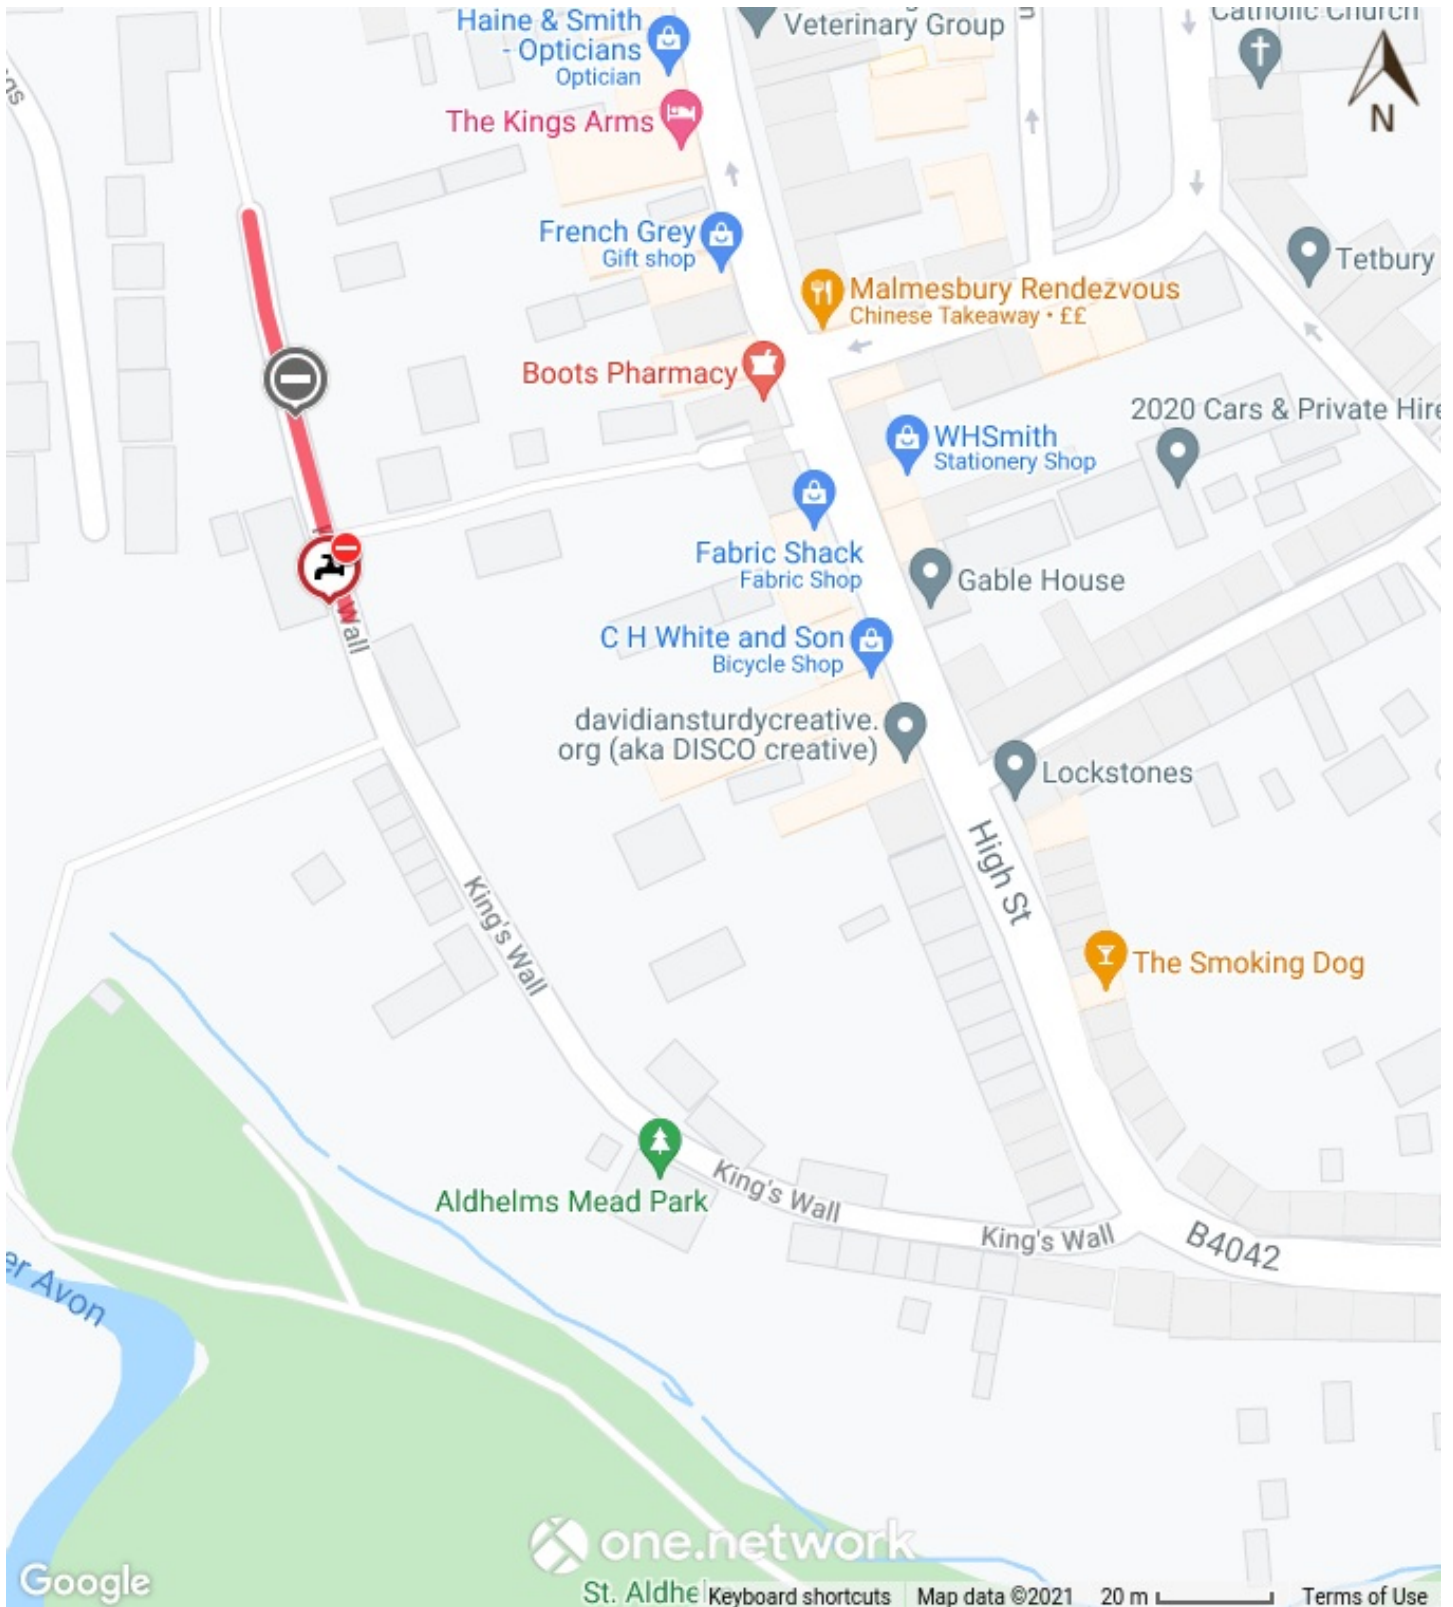 Haine & Smith
- Opticians
Optician
Veterinary Group
Catholic Church
N
The Kings Arms
French Grey
Gift shop
Tetbury
Malmesbury Rendezvous
Chinese Takeaway • ££
Boots Pharmacy
2020 Cars & Private Hire
WHSmith
Stationery Shop
Fabric Shack
Fabric Shop
Gable House
Wall
C H White and Son
Bicycle Shop
davidiansturdycreative.
org (aka DISCO creative)
Lockstones
High St
King's Wall
The Smoking Dog
King's Wall
Aldhelms Mead Park
King's Wall
B4042
er Avon
one.network
Google
St. Aldhe
Keyboard shortcuts Map data ©2021 20 m Terms of Use